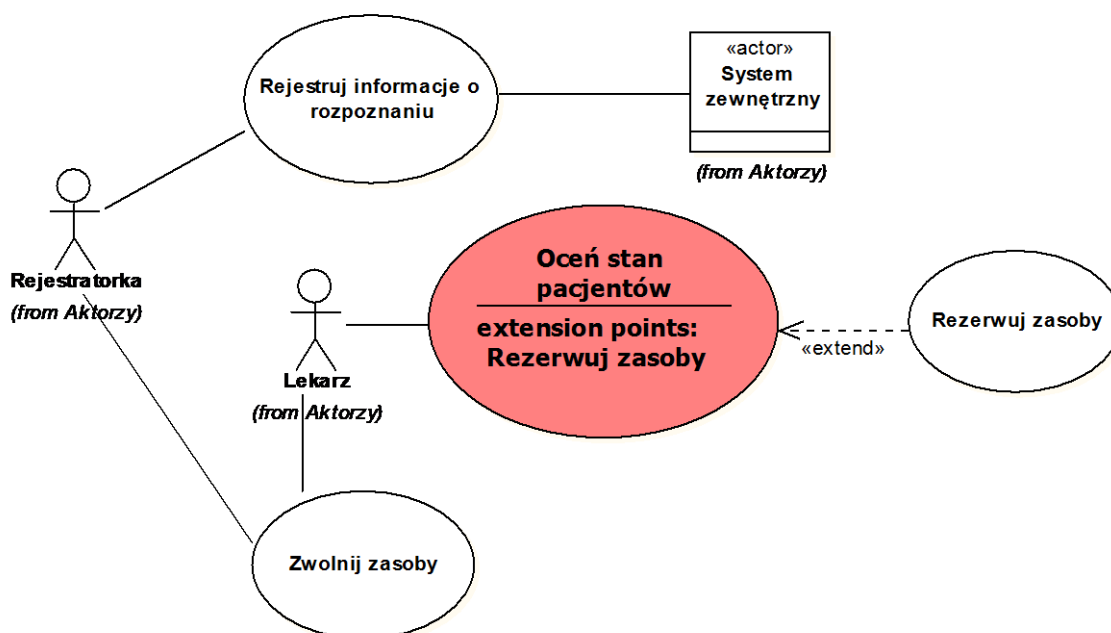 Rejestruj informacje o
rozpoznaniu
«actor»
System
zewnętrzny
(from Aktorzy)
Rejestratorka
(from Aktorzy)
Lekarz
(from Aktorzy)
Oceń stan
pacjentów
extension points:
Rezerwuj zasoby
«extend»
Rezerwuj zasoby
Zwolnij zasoby